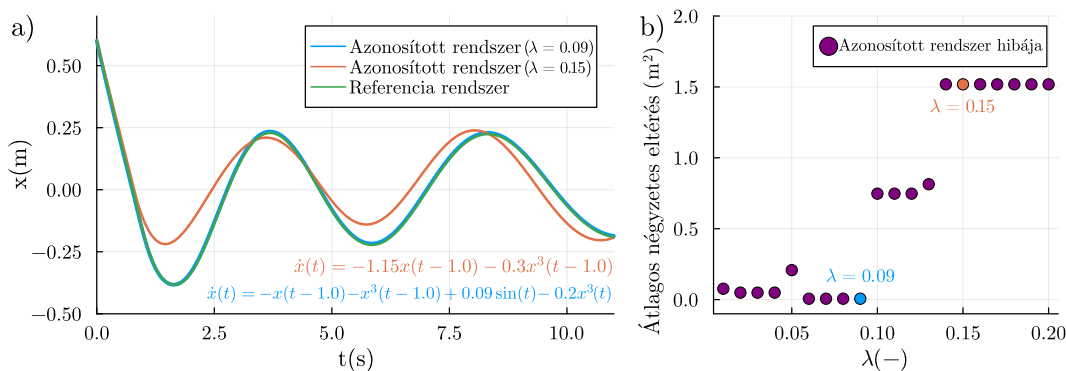 a)
x(m)
0.50
0.25
0.00
−0.25
−0.50
0.0
2.5
5.0
7.5
10.0
t(s)
Azonosított rendszer (λ = 0.09)
Azonosított rendszer (λ = 0.15)
Referencia rendszer
ẋ(t) = −1.15x(t − 1.0) − 0.3x³(t − 1.0)
ẋ(t) = −x(t − 1.0)−x³(t − 1.0) + 0.09 sin(t)− 0.2x³(t)
b)
Átlagos négyzetes eltérés (m²)
2.0
1.5
1.0
0.5
0.0
0.05
0.10
0.15
0.20
λ(−)
Azonosított rendszer hibája
λ = 0.15
λ = 0.09